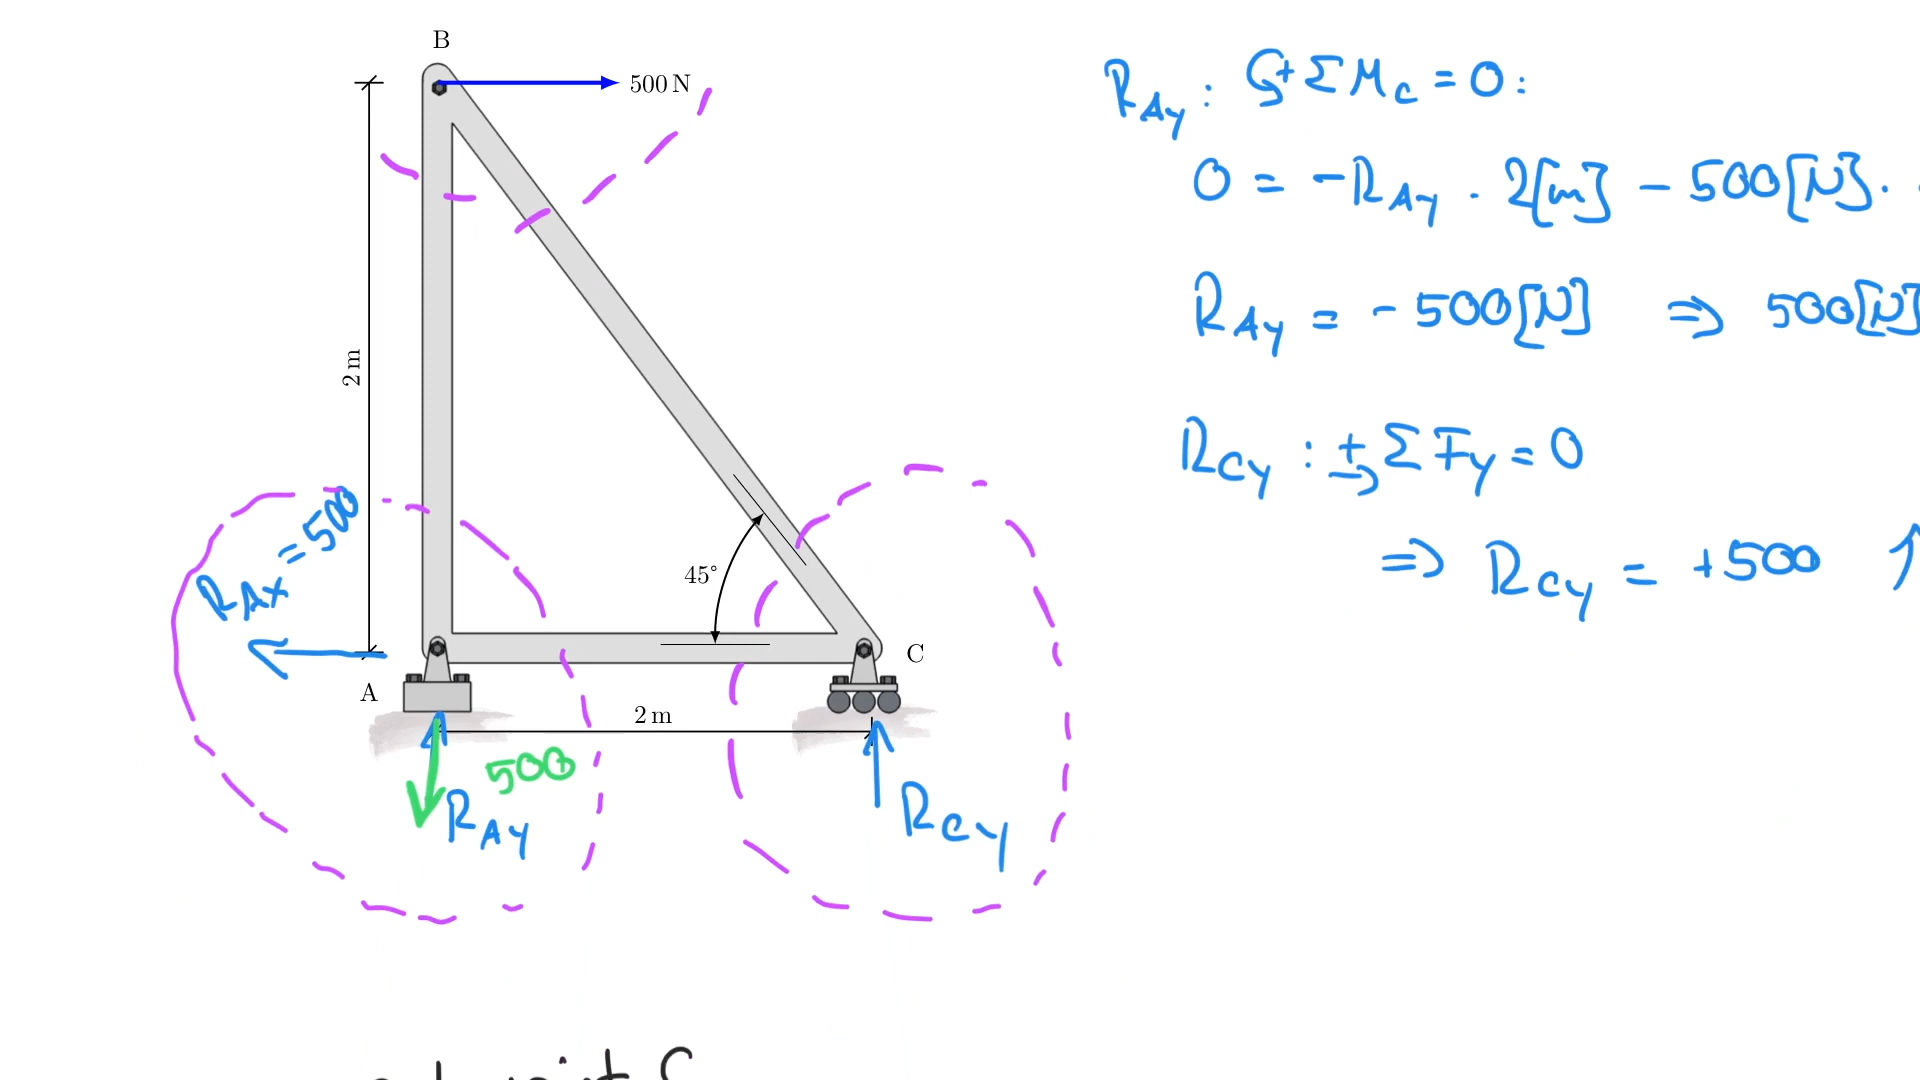 B
500 N
2 m
45°
R_Ax = 500
A
C
2 m
500
R_Ay
R_Cy
R_Ay : ↺+ ΣM_C = 0 :
0 = -R_Ay · 2[m] - 500[N] ·
R_Ay = - 500[N] ⇒ 500[N]
R_Cy : +→ ΣF_y = 0
⇒ R_Cy = +500 ↑
joint C